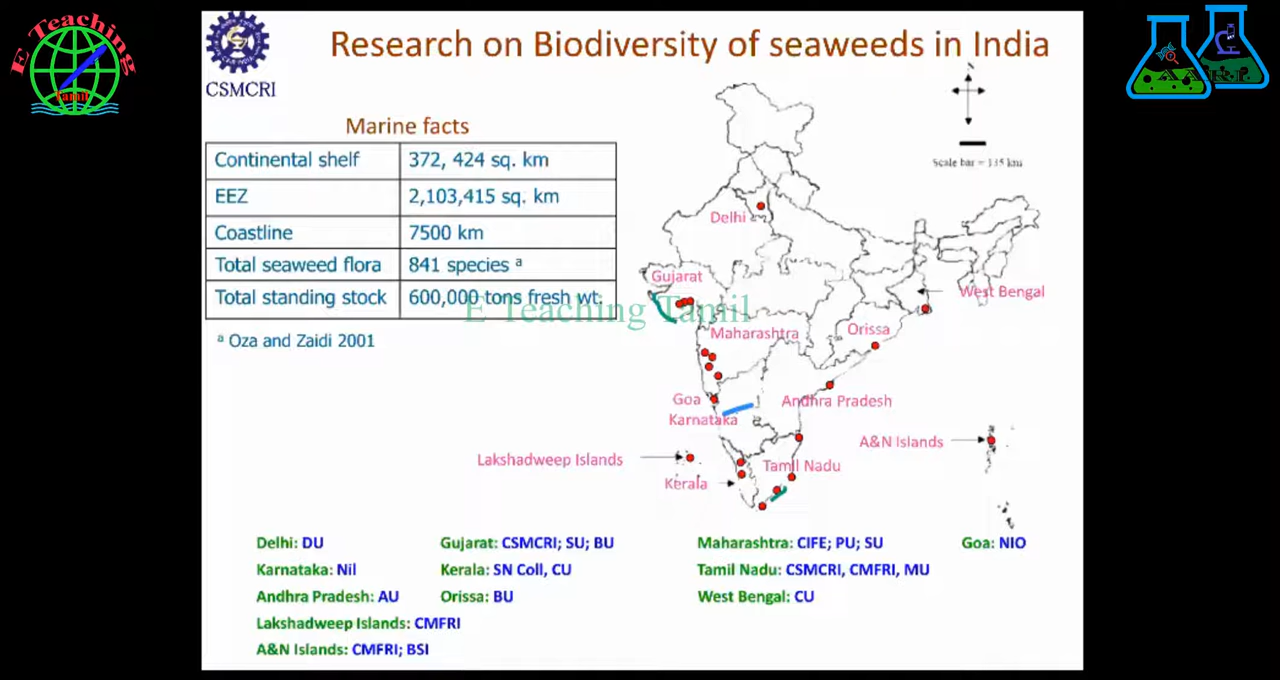 E Teaching
Tamil
CSMCRI
Research on Biodiversity of seaweeds in India
A.A.R.I.
Marine facts
Continental shelf 372, 424 sq. km
EEZ 2,103,415 sq. km
Coastline 7500 km
Total seaweed flora 841 species a
Total standing stock 600,000 tons fresh wt.
a Oza and Zaidi 2001
E Teaching Tamil
N
Scale bar = 135 kms
Delhi
Gujarat
West Bengal
Maharashtra
Orissa
Goa
Andhra Pradesh
Karnataka
A&N Islands
Lakshadweep Islands
Tamil Nadu
Kerala
Delhi: DU Gujarat: CSMCRI; SU; BU Maharashtra: CIFE; PU; SU Goa: NIO
Karnataka: Nil Kerala: SN Coll, CU Tamil Nadu: CSMCRI, CMFRI, MU
Andhra Pradesh: AU Orissa: BU West Bengal: CU
Lakshadweep Islands: CMFRI
A&N Islands: CMFRI; BSI